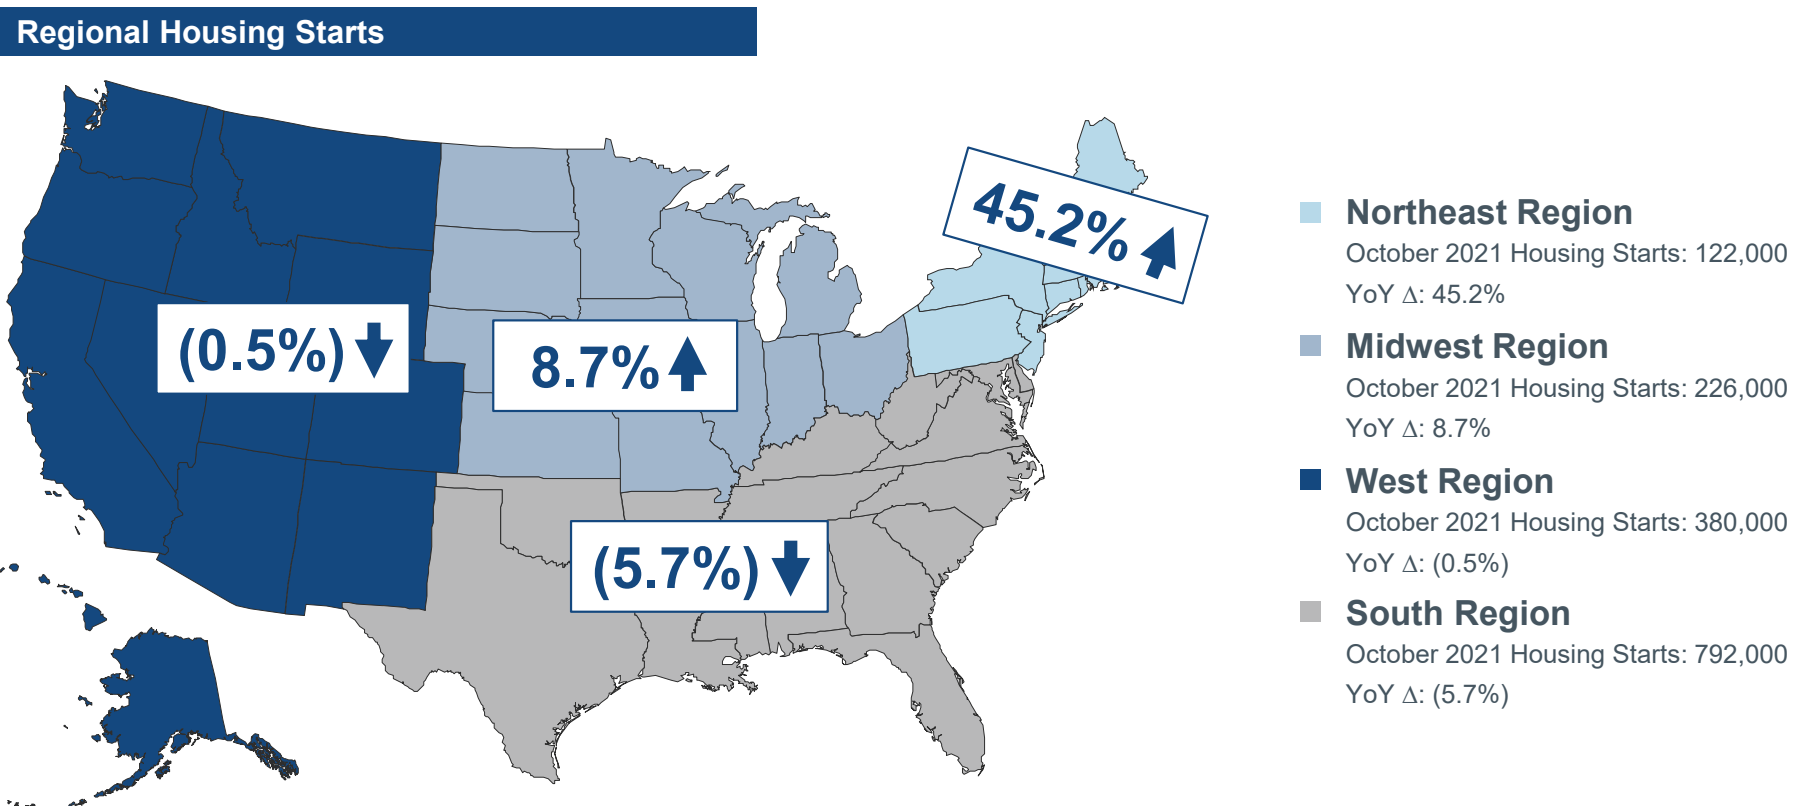 Regional Housing Starts
45.2%
(0.5%)
8.7%
(5.7%)
Northeast Region
October 2021 Housing Starts: 122,000
YoY Δ: 45.2%
Midwest Region
October 2021 Housing Starts: 226,000
YoY Δ: 8.7%
West Region
October 2021 Housing Starts: 380,000
YoY Δ: (0.5%)
South Region
October 2021 Housing Starts: 792,000
YoY Δ: (5.7%)